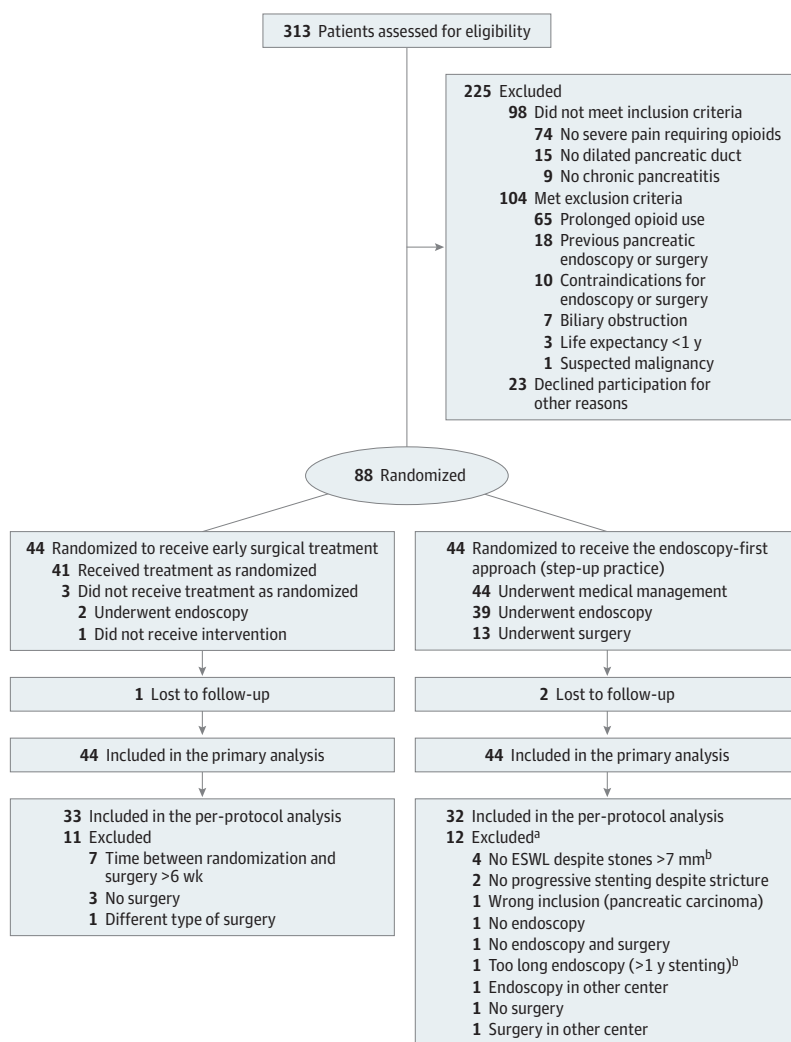 313 Patients assessed for eligibility
225 Excluded
98 Did not meet inclusion criteria
74 No severe pain requiring opioids
15 No dilated pancreatic duct
9 No chronic pancreatitis
104 Met exclusion criteria
65 Prolonged opioid use
18 Previous pancreatic
endoscopy or surgery
10 Contraindications for
endoscopy or surgery
7 Biliary obstruction
3 Life expectancy <1 y
1 Suspected malignancy
23 Declined participation for
other reasons
88 Randomized
44 Randomized to receive early surgical treatment
41 Received treatment as randomized
3 Did not receive treatment as randomized
2 Underwent endoscopy
1 Did not receive intervention
44 Randomized to receive the endoscopy-first
approach (step-up practice)
44 Underwent medical management
39 Underwent endoscopy
13 Underwent surgery
1 Lost to follow-up
2 Lost to follow-up
44 Included in the primary analysis
44 Included in the primary analysis
33 Included in the per-protocol analysis
11 Excluded
7 Time between randomization and
surgery >6 wk
3 No surgery
1 Different type of surgery
32 Included in the per-protocol analysis
12 Excludedᵃ
4 No ESWL despite stones >7 mmᵇ
2 No progressive stenting despite stricture
1 Wrong inclusion (pancreatic carcinoma)
1 No endoscopy
1 No endoscopy and surgery
1 Too long endoscopy (>1 y stenting)ᵇ
1 Endoscopy in other center
1 No surgery
1 Surgery in other center